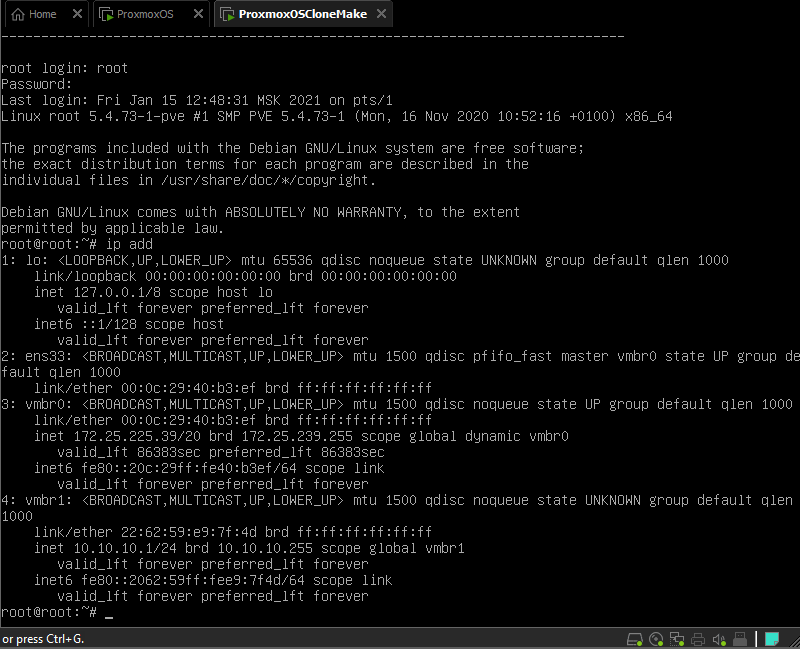 Home
ProxmoxOS
ProxmoxOSCloneMake
------------------------------------------------------------------------------
root login: root
Password:
Last login: Fri Jan 15 12:48:31 MSK 2021 on pts/1
Linux root 5.4.73-1-pve #1 SMP PVE 5.4.73-1 (Mon, 16 Nov 2020 10:52:16 +0100) x86_64
The programs included with the Debian GNU/Linux system are free software;
the exact distribution terms for each program are described in the
individual files in /usr/share/doc/*/copyright.
Debian GNU/Linux comes with ABSOLUTELY NO WARRANTY, to the extent
permitted by applicable law.
root@root:~# ip add
1: lo: <LOOPBACK,UP,LOWER_UP> mtu 65536 qdisc noqueue state UNKNOWN group default qlen 1000
    link/loopback 00:00:00:00:00:00 brd 00:00:00:00:00:00
    inet 127.0.0.1/8 scope host lo
       valid_lft forever preferred_lft forever
    inet6 ::1/128 scope host
       valid_lft forever preferred_lft forever
2: ens33: <BROADCAST,MULTICAST,UP,LOWER_UP> mtu 1500 qdisc pfifo_fast master vmbr0 state UP group de
fault qlen 1000
    link/ether 00:0c:29:40:b3:ef brd ff:ff:ff:ff:ff:ff
3: vmbr0: <BROADCAST,MULTICAST,UP,LOWER_UP> mtu 1500 qdisc noqueue state UP group default qlen 1000
    link/ether 00:0c:29:40:b3:ef brd ff:ff:ff:ff:ff:ff
    inet 172.25.225.39/20 brd 172.25.239.255 scope global dynamic vmbr0
       valid_lft 86383sec preferred_lft 86383sec
    inet6 fe80::20c:29ff:fe40:b3ef/64 scope link
       valid_lft forever preferred_lft forever
4: vmbr1: <BROADCAST,MULTICAST,UP,LOWER_UP> mtu 1500 qdisc noqueue state UNKNOWN group default qlen
1000
    link/ether 22:62:59:e9:7f:4d brd ff:ff:ff:ff:ff:ff
    inet 10.10.10.1/24 brd 10.10.10.255 scope global vmbr1
       valid_lft forever preferred_lft forever
    inet6 fe80::2062:59ff:fee9:7f4d/64 scope link
       valid_lft forever preferred_lft forever
root@root:~# _
or press Ctrl+G.